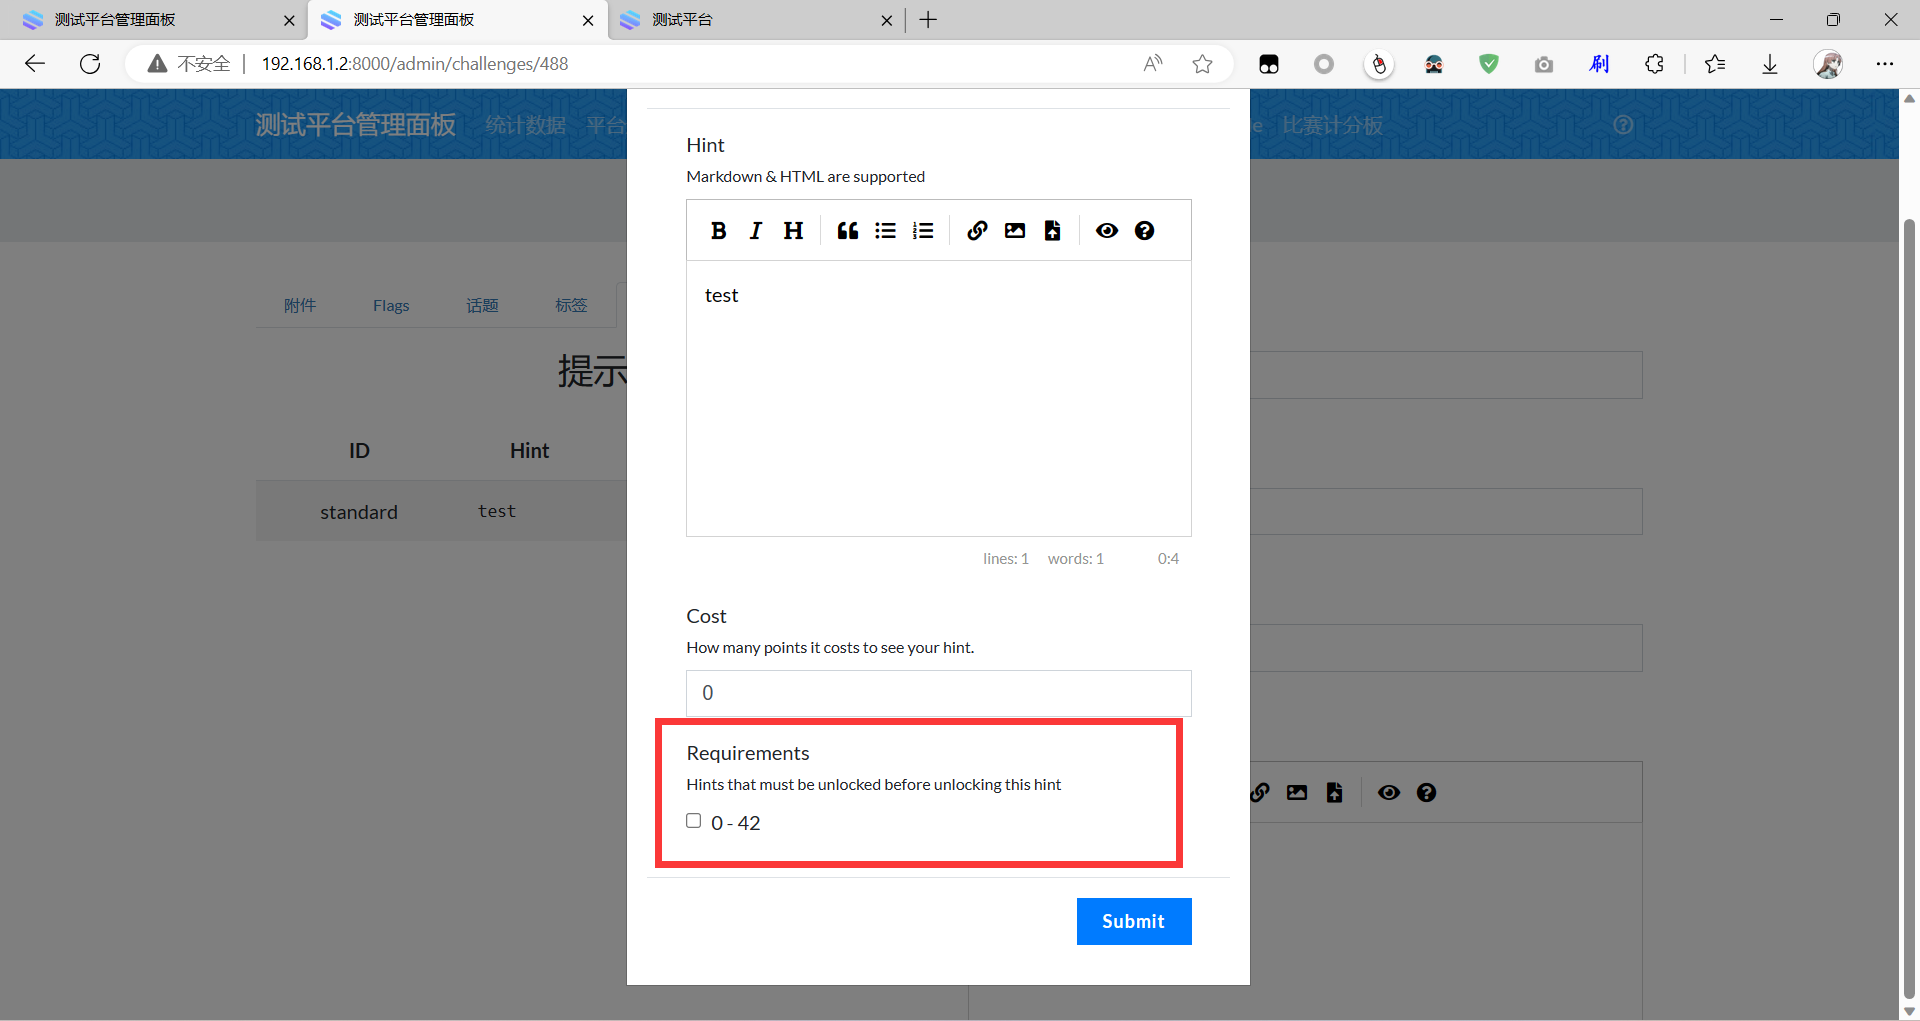 测试平台管理面板
测试平台管理面板
测试平台
不安全
192.168.1.2:8000/admin/challenges/488
刷
测试平台管理面板 统计数据 平台
比赛计分板
附件 Flags 话题 标签
提示
ID Hint
standard test
Hint
Markdown & HTML are supported
test
lines: 1 words: 1 0:4
Cost
How many points it costs to see your hint.
0
Requirements
Hints that must be unlocked before unlocking this hint
0 - 42
Submit